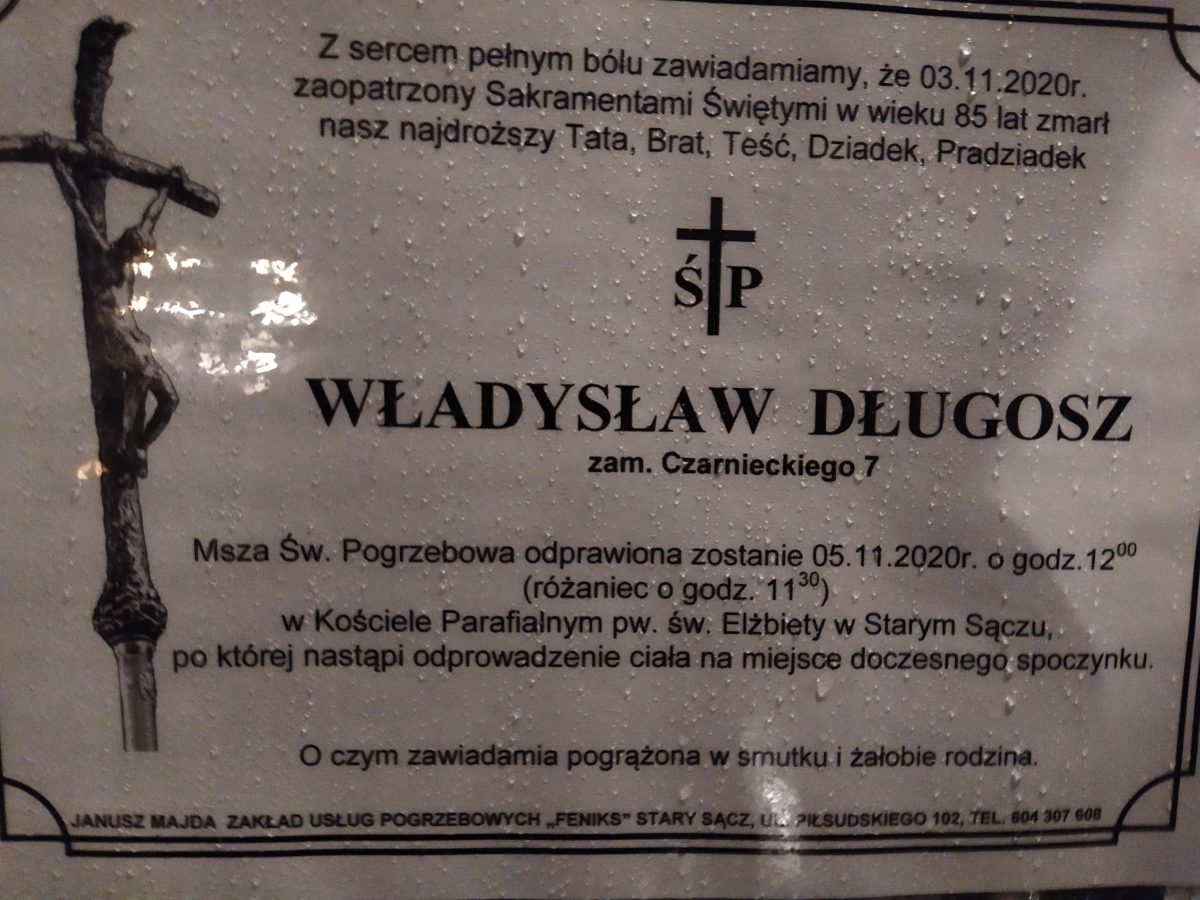 Z sercem pełnym bólu zawiadamiamy, że 03.11.2020r.
zaopatrzony Sakramentami Świętymi w wieku 85 lat zmarł
nasz najdroższy Tata, Brat, Teść, Dziadek, Pradziadek
Ś P
WŁADYSŁAW DŁUGOSZ
zam. Czarnieckiego 7
Msza Św. Pogrzebowa odprawiona zostanie 05.11.2020r. o godz.12⁰⁰
(różaniec o godz. 11³⁰)
w Kościele Parafialnym pw. św. Elżbiety w Starym Sączu,
po której nastąpi odprowadzenie ciała na miejsce doczesnego spoczynku.
O czym zawiadamia pogrążona w smutku i żałobie rodzina.
JANUSZ MAJDA ZAKŁAD USŁUG POGRZEBOWYCH „FENIKS” STARY SĄCZ, UL. PIŁSUDSKIEGO 102, TEL. 604 307 608